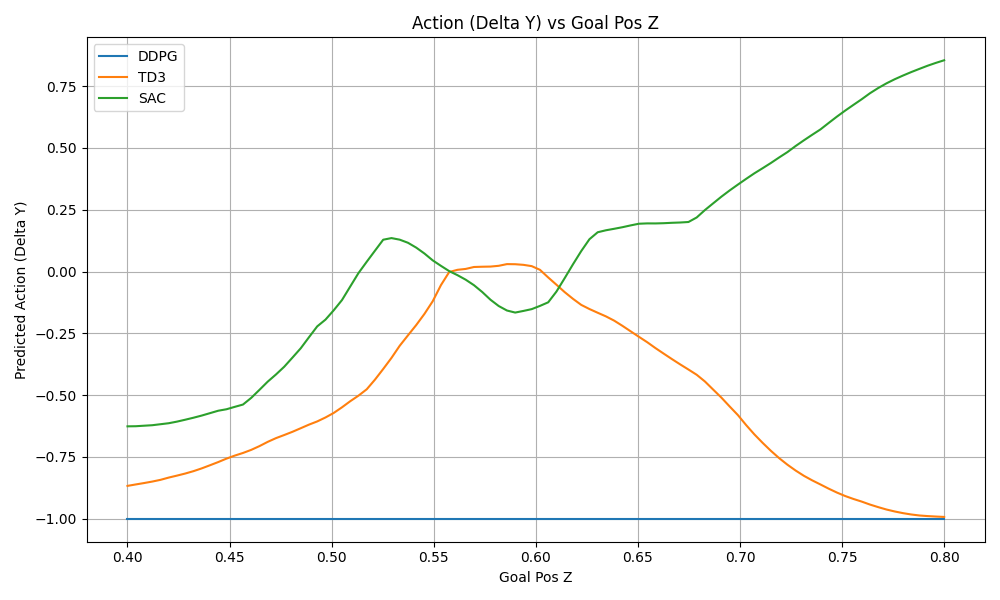 Action (Delta Y) vs Goal Pos Z
DDPG
TD3
SAC
Predicted Action (Delta Y)
0.75
0.50
0.25
0.00
−0.25
−0.50
−0.75
−1.00
0.40 0.45 0.50 0.55 0.60 0.65 0.70 0.75 0.80
Goal Pos Z